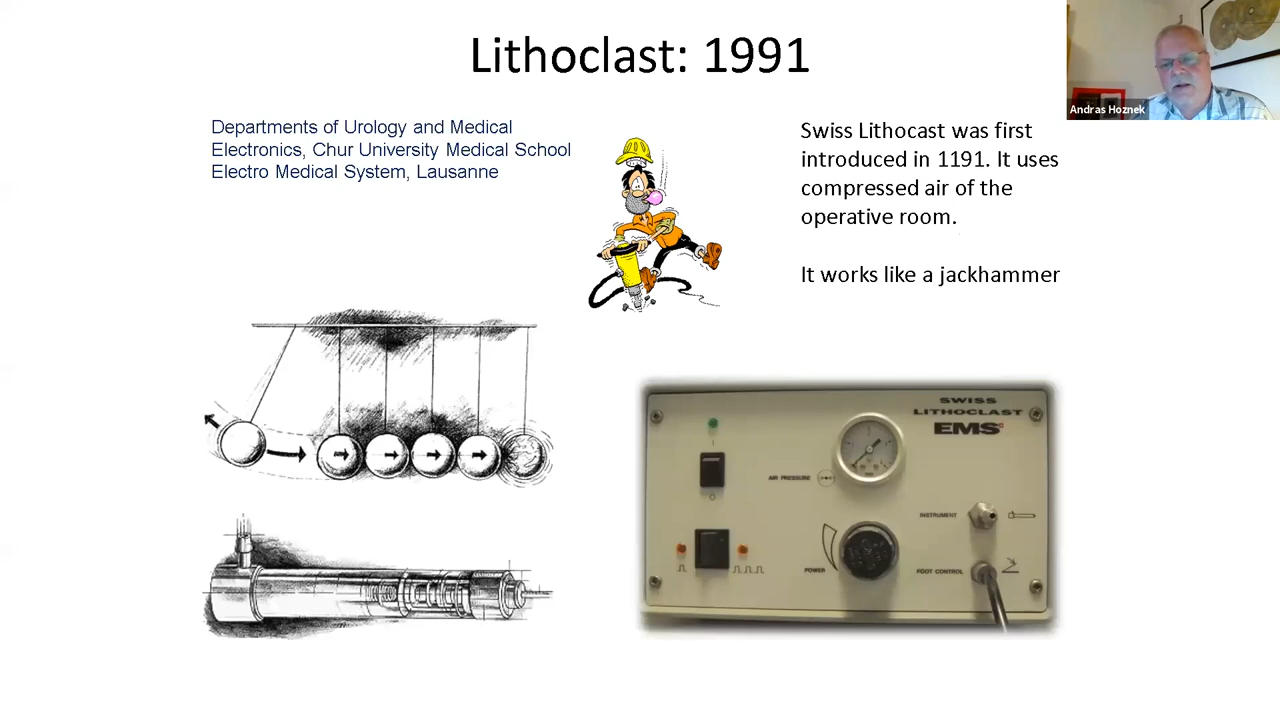 Lithoclast: 1991
Departments of Urology and Medical
Electronics, Chur University Medical School
Electro Medical System, Lausanne
Swiss Lithocast was first
introduced in 1191. It uses
compressed air of the
operative room.
It works like a jackhammer
Andras Hoznek
SWISS
LITHOCLAST
EMS
AIR PRESSURE
INSTRUMENT
POWER
FOOT CONTROL